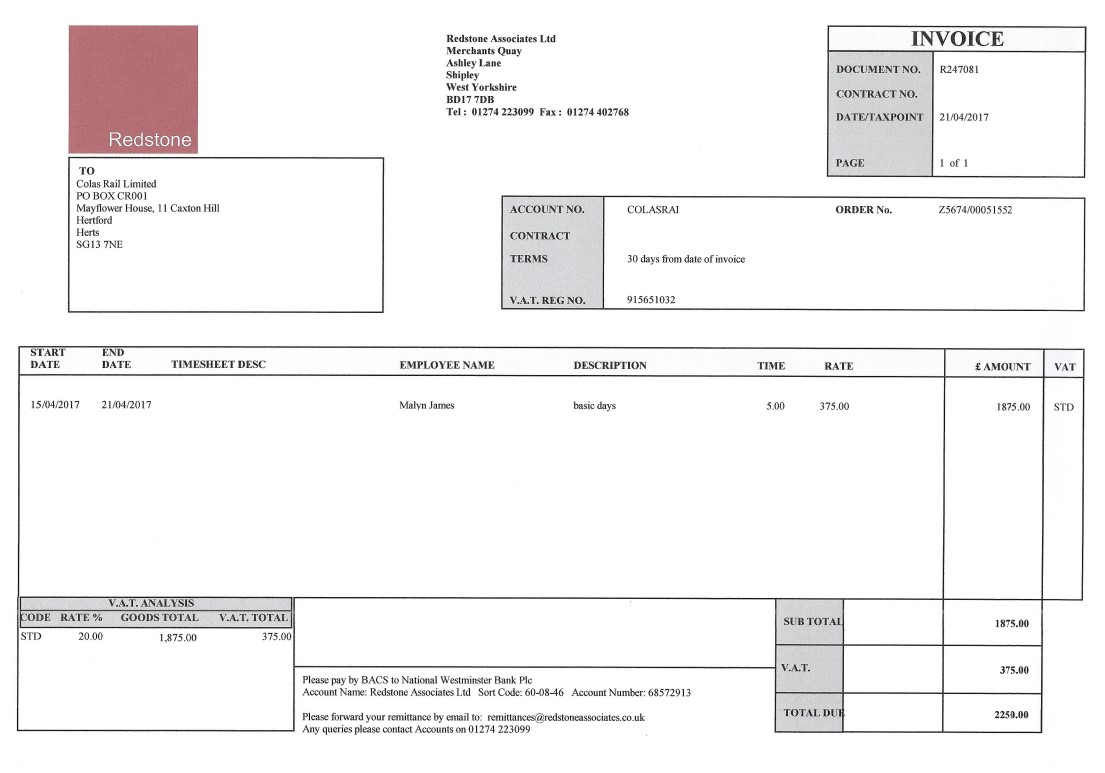 Redstone
Redstone Associates Ltd
Merchants Quay
Ashley Lane
Shipley
West Yorkshire
BD17 7DB
Tel : 01274 223099 Fax : 01274 402768
INVOICE
DOCUMENT NO. R247081
CONTRACT NO.
DATE/TAXPOINT 21/04/2017
PAGE 1 of 1
TO
Colas Rail Limited
PO BOX CR001
Mayflower House, 11 Caxton Hill
Hertford
Herts
SG13 7NE
ACCOUNT NO. COLASRAI ORDER No. Z5674/00051552
CONTRACT
TERMS 30 days from date of invoice
V.A.T. REG NO. 915651032
START DATE END DATE TIMESHEET DESC EMPLOYEE NAME DESCRIPTION TIME RATE £ AMOUNT VAT
15/04/2017 21/04/2017 Malyn James basic days 5.00 375.00 1875.00 STD
V.A.T. ANALYSIS
CODE RATE % GOODS TOTAL V.A.T. TOTAL
STD 20.00 1,875.00 375.00
Please pay by BACS to National Westminster Bank Plc
Account Name: Redstone Associates Ltd Sort Code: 60-08-46 Account Number: 68572913
Please forward your remittance by email to: remittances@redstoneassociates.co.uk
Any queries please contact Accounts on 01274 223099
SUB TOTAL 1875.00
V.A.T. 375.00
TOTAL DUE 2250.00